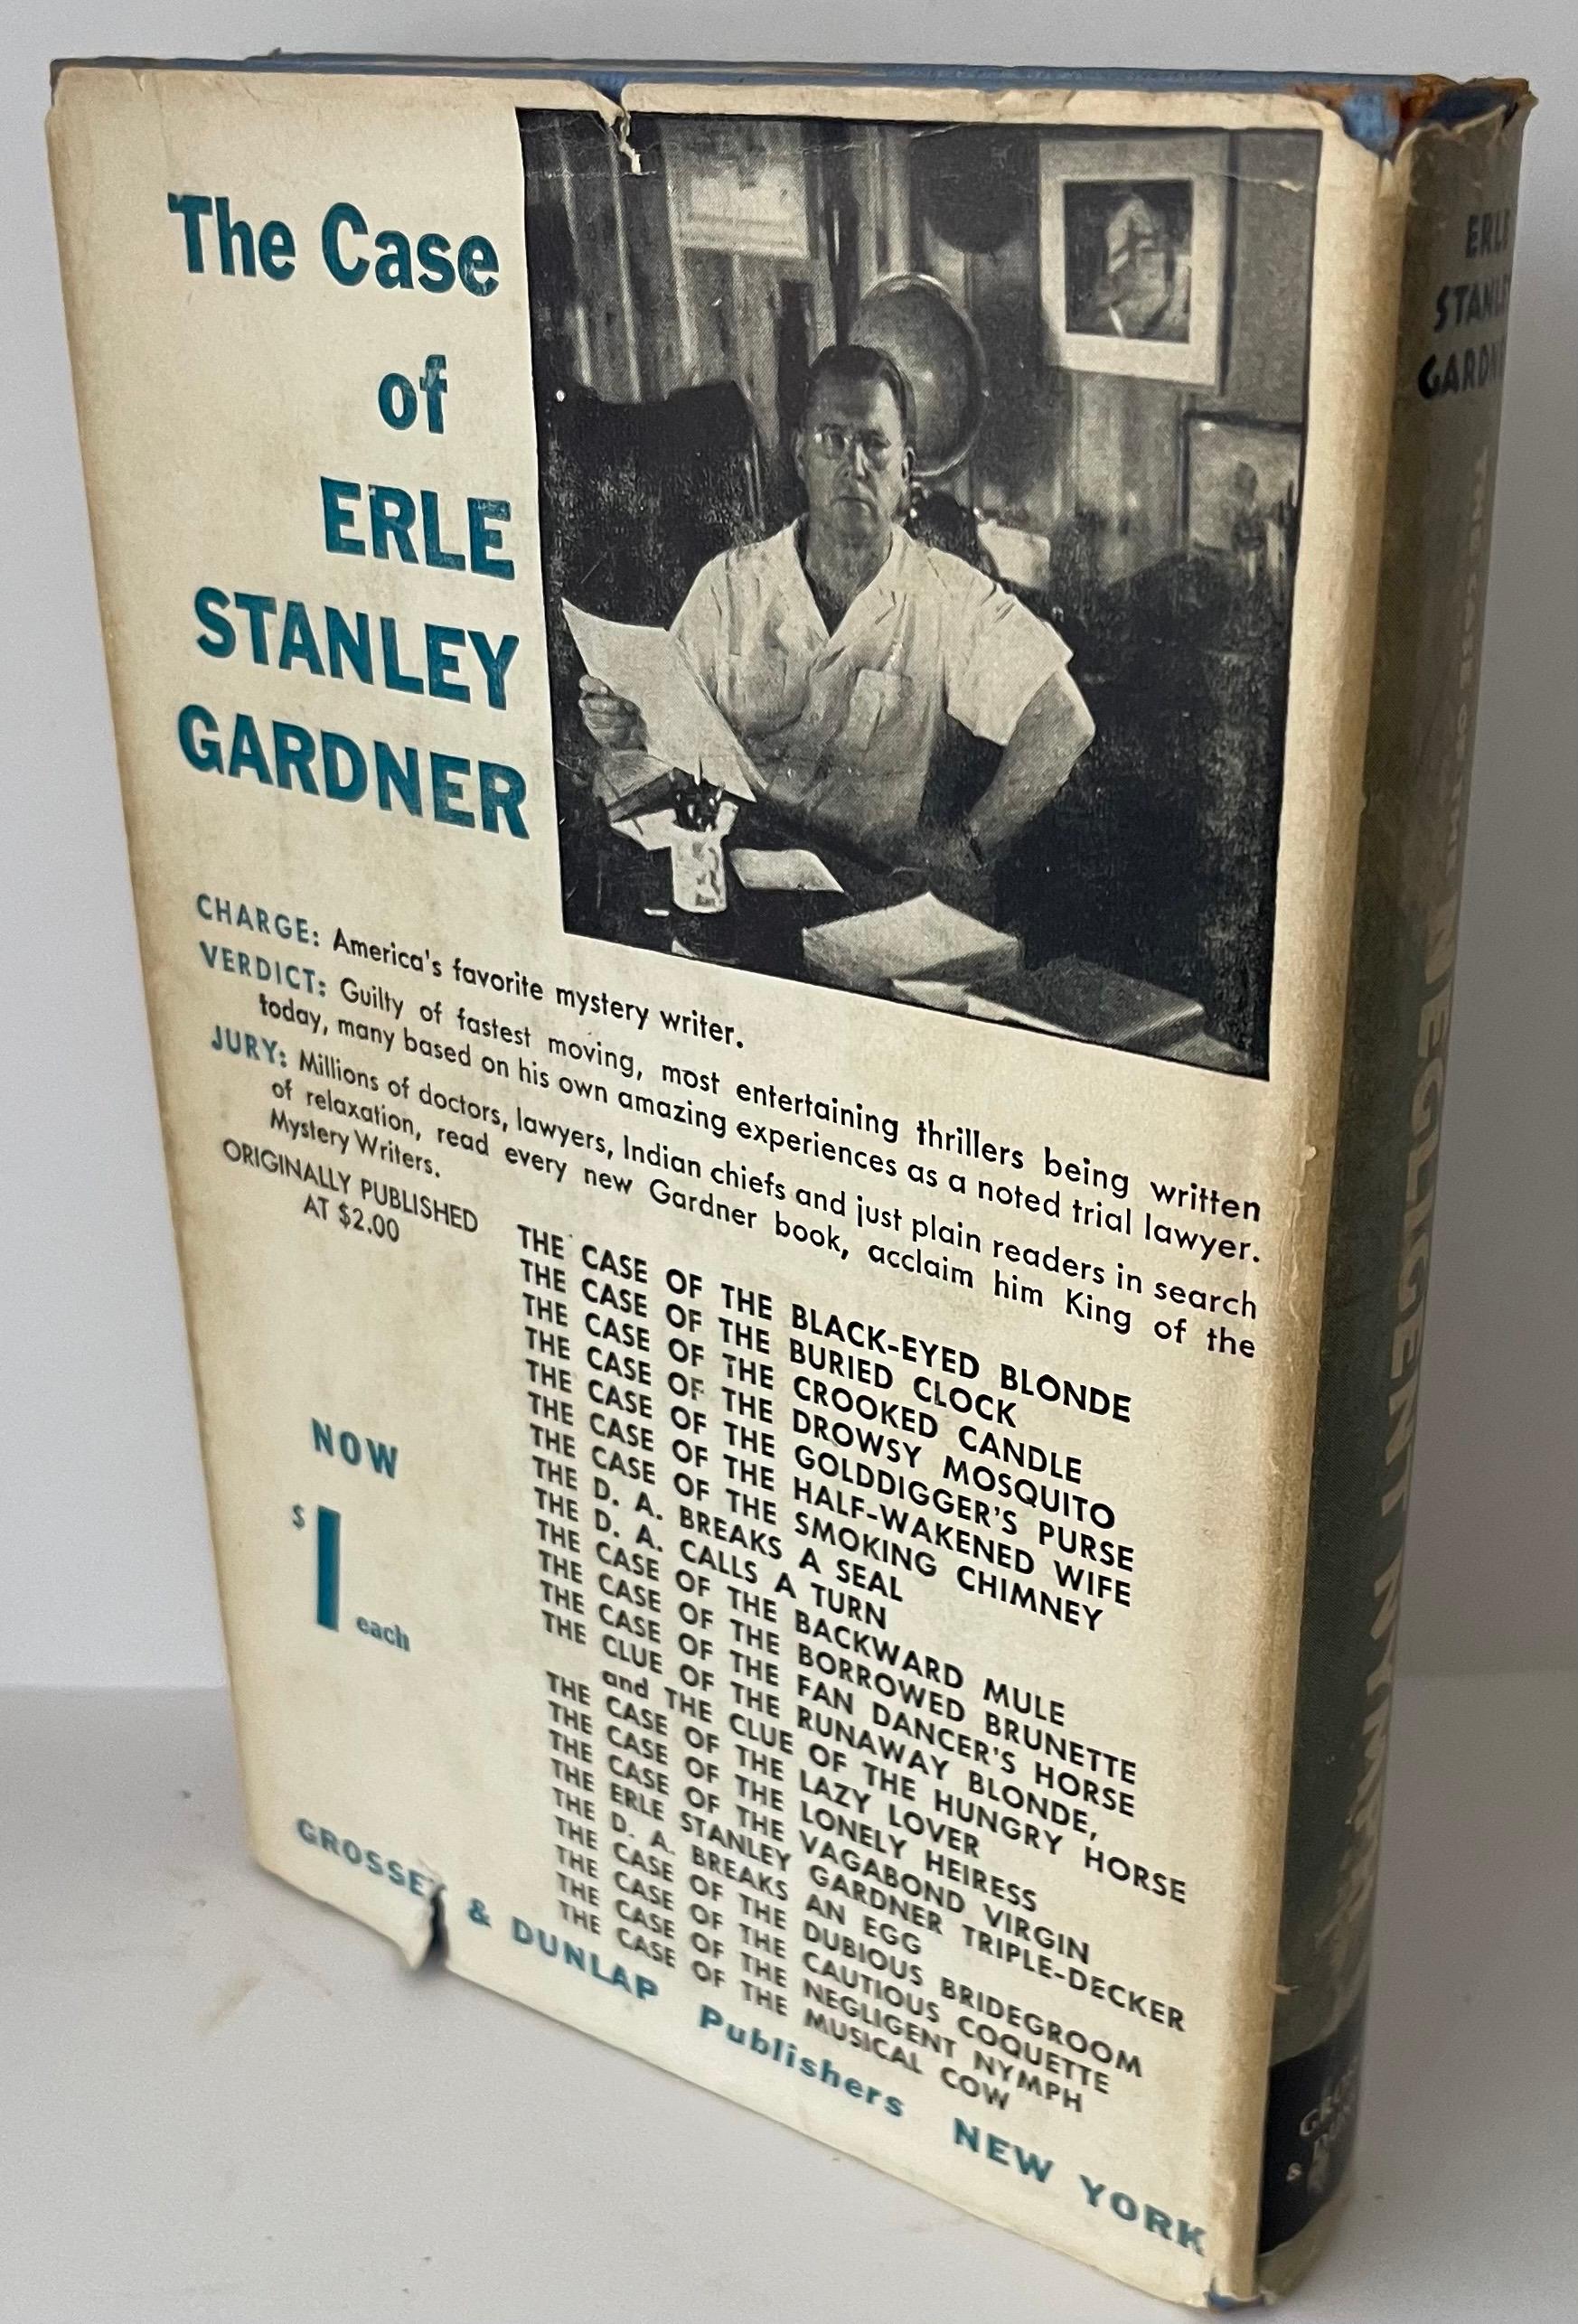 The Case
of
ERLE
STANLEY
GARDNER
CHARGE: America's favorite mystery writer.
VERDICT: Guilty of fastest moving, most entertaining thrillers being written
today, many based on his own amazing experiences as a noted trial lawyer.
JURY: Millions of doctors, lawyers, Indian chiefs and just plain readers in search
of relaxation, read every new Gardner book, acclaim him King of the
Mystery Writers.
ORIGINALLY PUBLISHED
AT $2.00
NOW
$1 each
THE CASE OF THE BLACK-EYED BLONDE
THE CASE OF THE BURIED CLOCK
THE CASE OF THE CROOKED CANDLE
THE CASE OF THE DROWSY MOSQUITO
THE CASE OF THE GOLDDIGGER'S PURSE
THE CASE OF THE HALF-WAKENED WIFE
THE CASE OF THE SMOKING CHIMNEY
THE D. A. BREAKS A SEAL
THE D. A. CALLS A TURN
THE CASE OF THE BACKWARD MULE
THE CASE OF THE BORROWED BRUNETTE
THE CASE OF THE FAN DANCER'S HORSE
THE CLUE OF THE RUNAWAY BLONDE,
and THE CLUE OF THE HUNGRY HORSE
THE CASE OF THE LAZY LOVER
THE CASE OF THE LONELY HEIRESS
THE CASE OF THE VAGABOND VIRGIN
THE ERLE STANLEY GARDNER TRIPLE-DECKER
THE D. A. BREAKS AN EGG
THE CASE OF THE DUBIOUS BRIDEGROOM
THE CASE OF THE CAUTIOUS COQUETTE
THE CASE OF THE NEGLIGENT NYMPH
THE CASE OF THE MUSICAL COW
GROSSET & DUNLAP Publishers NEW YORK
ERLE
STANLEY
GARDNE
THE CASE OF THE NEGLIGENT NYMPH